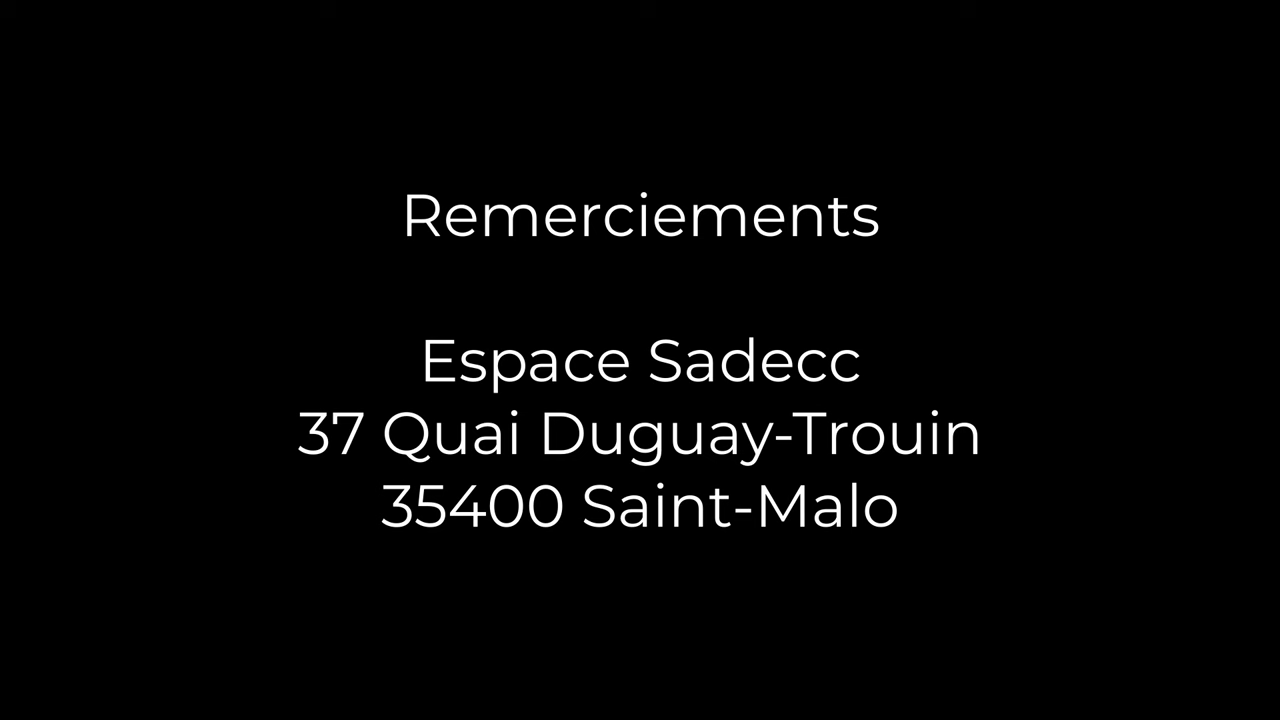 Remerciements
Espace Sadecc
37 Quai Duguay-Trouin
35400 Saint-Malo